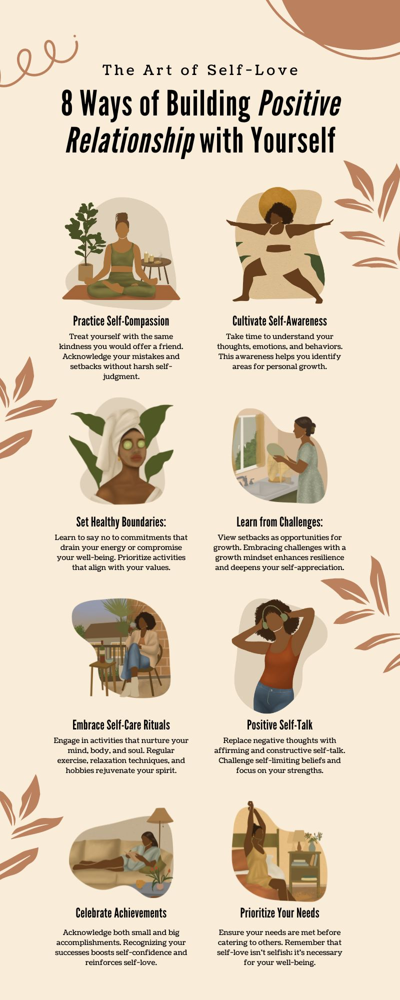 The Art of Self-Love
8 Ways of Building Positive
Relationship with Yourself
Practice Self-Compassion
Treat yourself with the same
kindness you would offer a friend.
Acknowledge your mistakes and
setbacks without harsh self-
judgment.
Cultivate Self-Awareness
Take time to understand your
thoughts, emotions, and behaviors.
This awareness helps you identify
areas for personal growth.
Set Healthy Boundaries:
Learn to say no to commitments that
drain your energy or compromise
your well-being. Prioritize activities
that align with your values.
Learn from Challenges:
View setbacks as opportunities for
growth. Embracing challenges with a
growth mindset enhances resilience
and deepens your self-appreciation.
Embrace Self-Care Rituals
Engage in activities that nurture your
mind, body, and soul. Regular
exercise, relaxation techniques, and
hobbies rejuvenate your spirit.
Positive Self-Talk
Replace negative thoughts with
affirming and constructive self-talk.
Challenge self-limiting beliefs and
focus on your strengths.
Celebrate Achievements
Acknowledge both small and big
accomplishments. Recognizing your
successes boosts self-confidence and
reinforces self-love.
Prioritize Your Needs
Ensure your needs are met before
catering to others. Remember that
self-love isn't selfish; it's necessary
for your well-being.